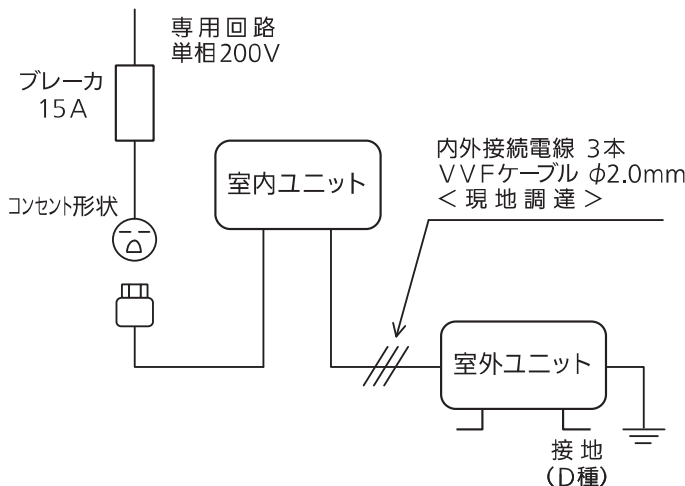 専用回路
単相200V
ブレーカ
15A
コンセント形状
室内ユニット
内外接続電線 3本
VVFケーブル φ2.0mm
<現地調達>
室外ユニット
接地
(D種)